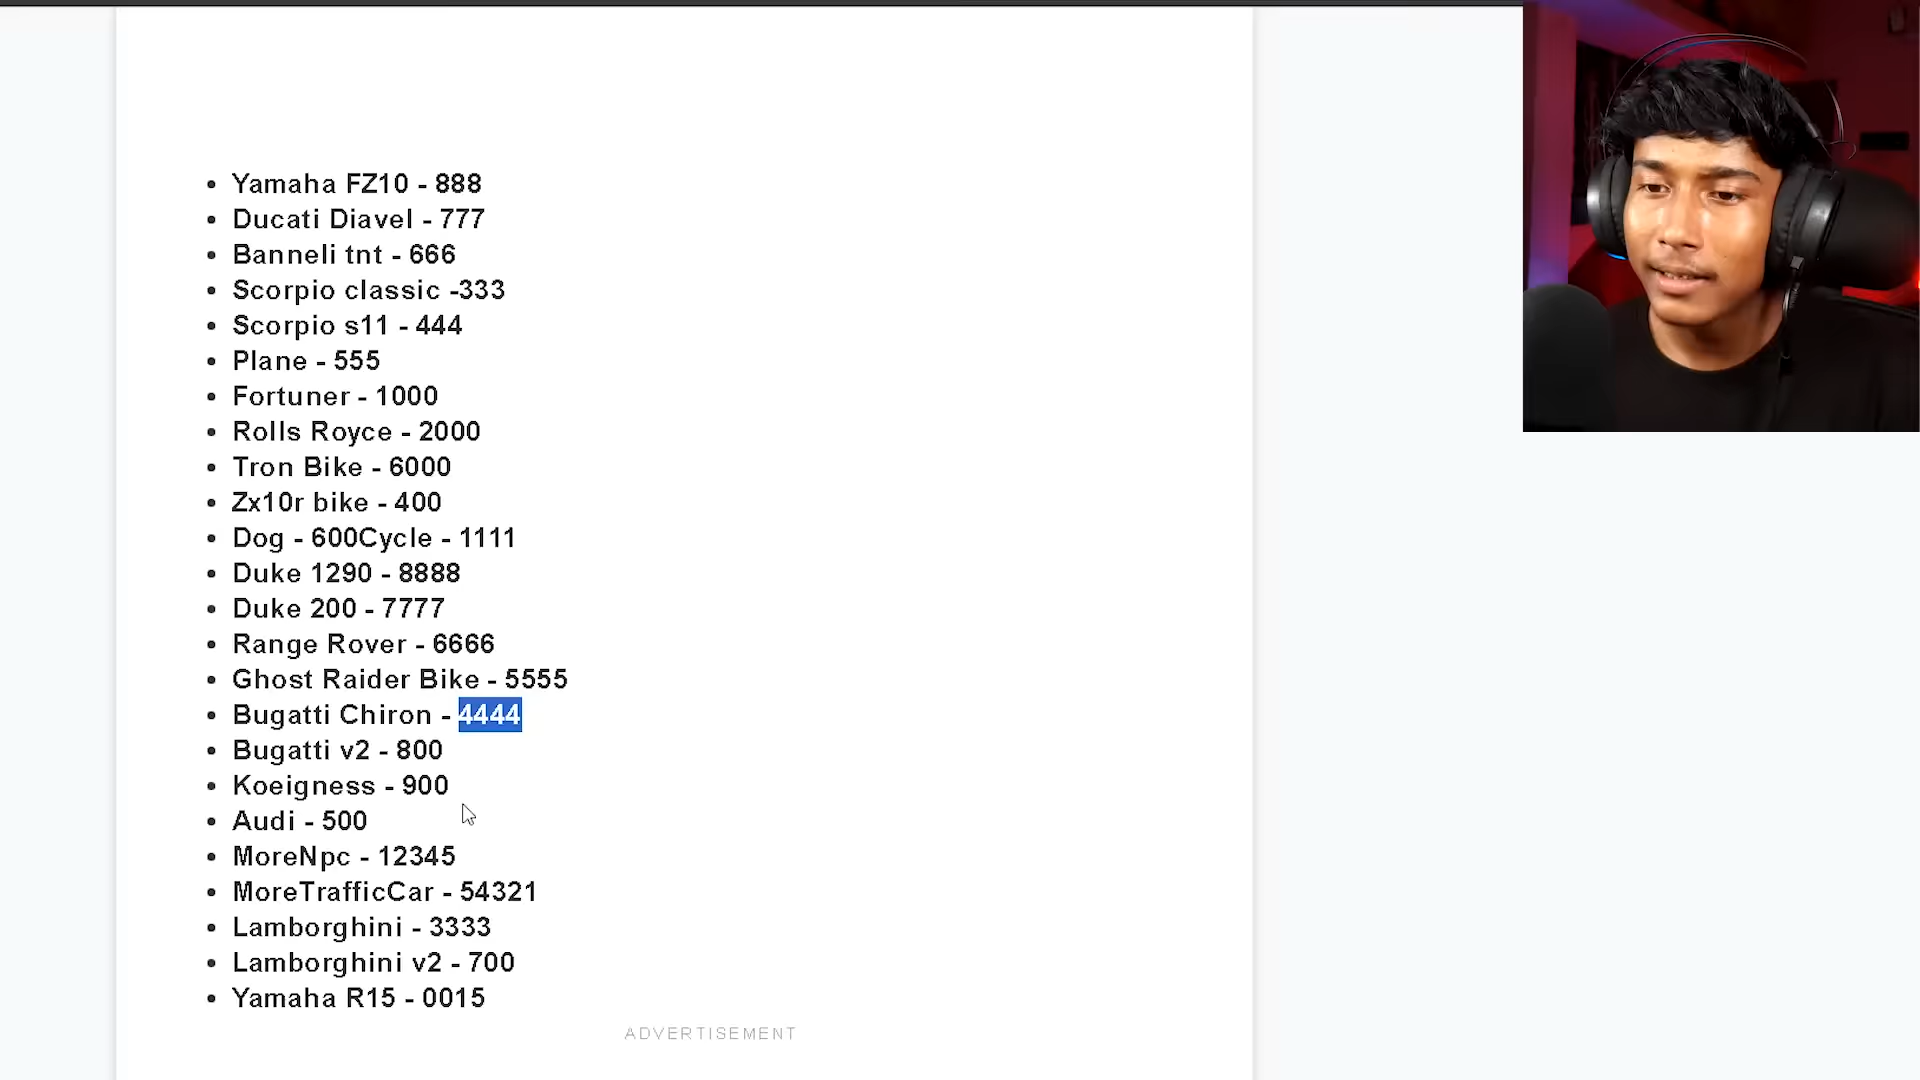 Yamaha FZ10 - 888
Ducati Diavel - 777
Banneli tnt - 666
Scorpio classic -333
Scorpio s11 - 444
Plane - 555
Fortuner - 1000
Rolls Royce - 2000
Tron Bike - 6000
Zx10r bike - 400
Dog - 600Cycle - 1111
Duke 1290 - 8888
Duke 200 - 7777
Range Rover - 6666
Ghost Raider Bike - 5555
Bugatti Chiron - 4444
Bugatti v2 - 800
Koeigness - 900
Audi - 500
MoreNpc - 12345
MoreTrafficCar - 54321
Lamborghini - 3333
Lamborghini v2 - 700
Yamaha R15 - 0015
ADVERTISEMENT